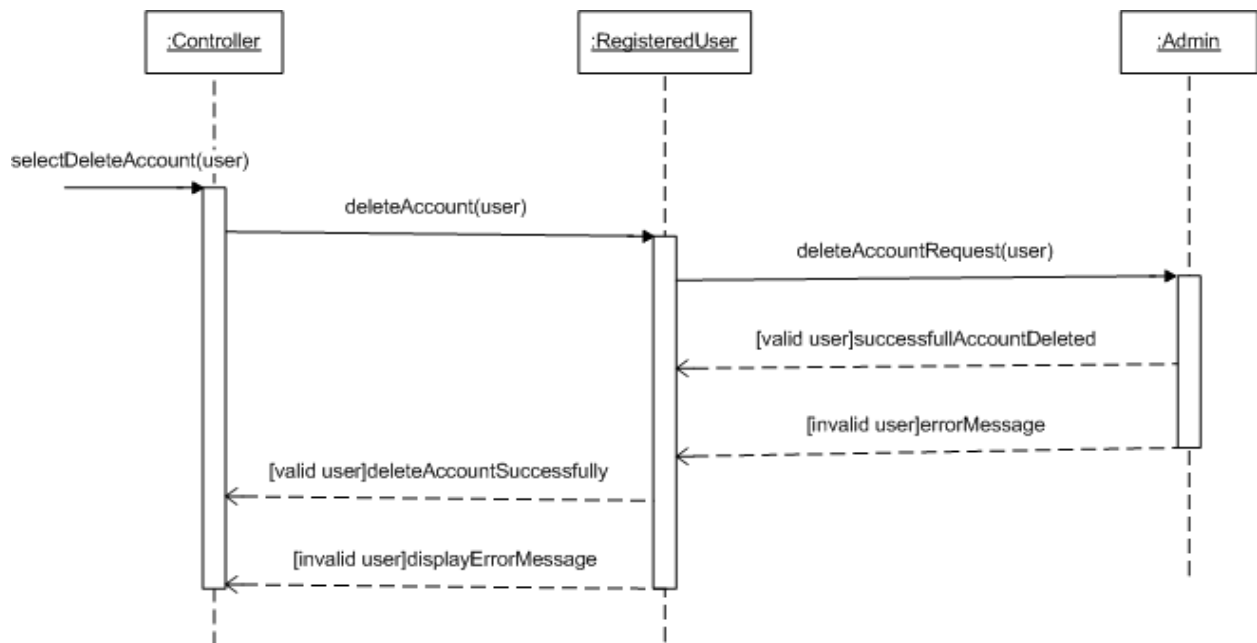 :Controller
:RegisteredUser
:Admin
selectDeleteAccount(user)
deleteAccount(user)
deleteAccountRequest(user)
[valid user]successfullAccountDeleted
[invalid user]errorMessage
[valid user]deleteAccountSuccessfully
[invalid user]displayErrorMessage